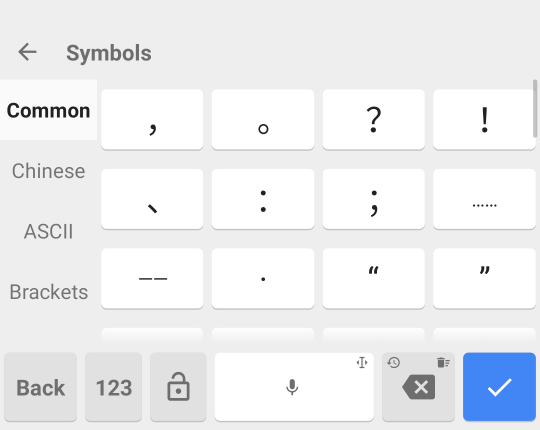 Symbols
Common
， 。 ？ ！
Chinese
、 ： ； ……
ASCII
Brackets
—— · “ ”
Back 123